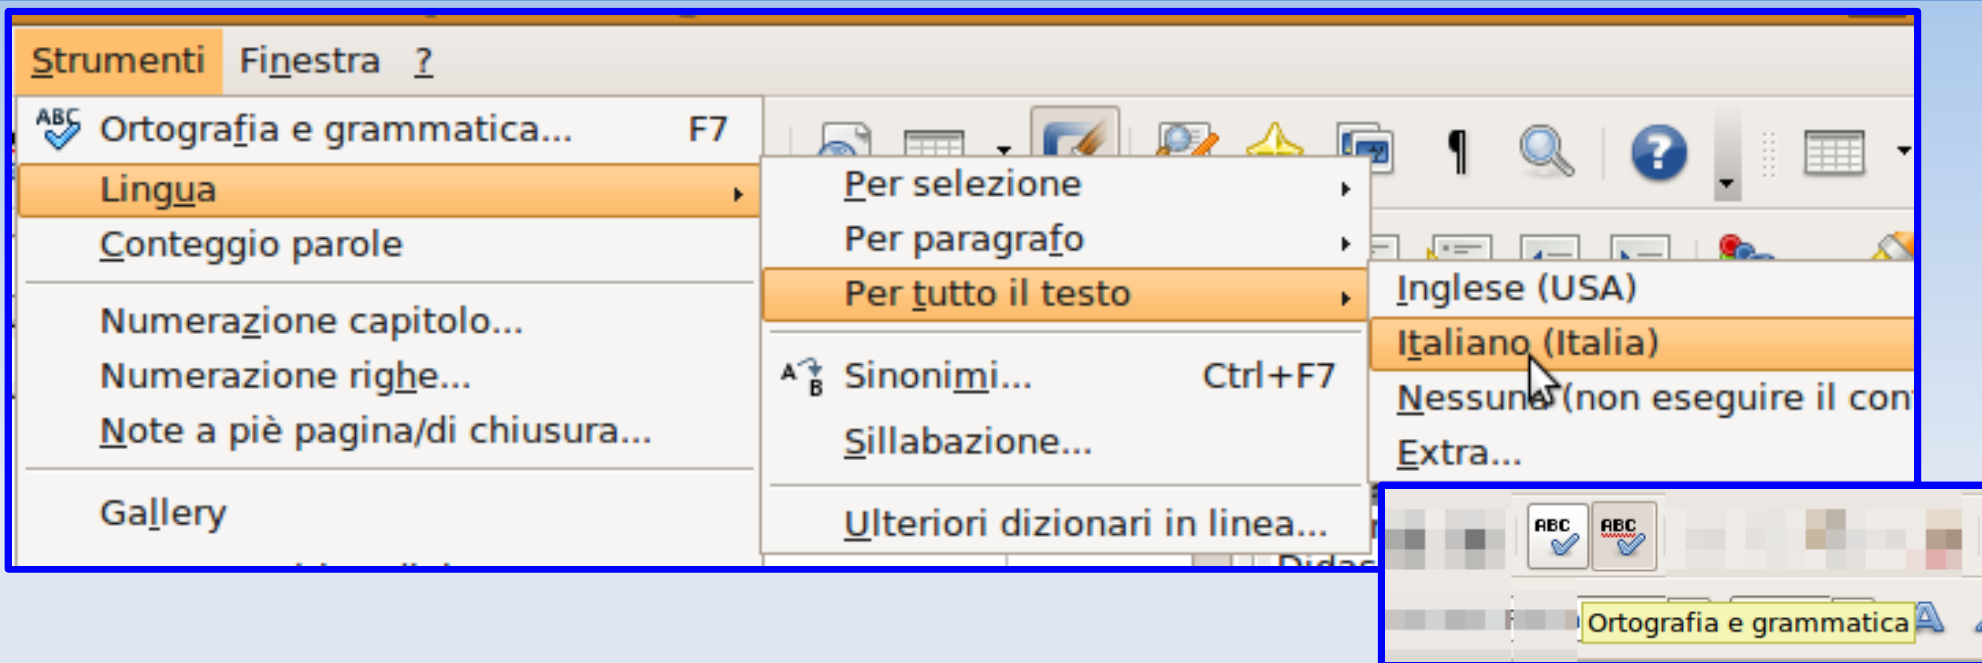 Strumenti Finestra ?
Ortografia e grammatica... F7
Lingua
Conteggio parole
Numerazione capitolo...
Numerazione righe...
Note a piè pagina/di chiusura...
Gallery
Per selezione
Per paragrafo
Per tutto il testo
Sinonimi... Ctrl+F7
Sillabazione...
Ulteriori dizionari in linea...
Inglese (USA)
Italiano (Italia)
(non eseguire il
Extra...
ABC ABC
Ortografia e grammatica